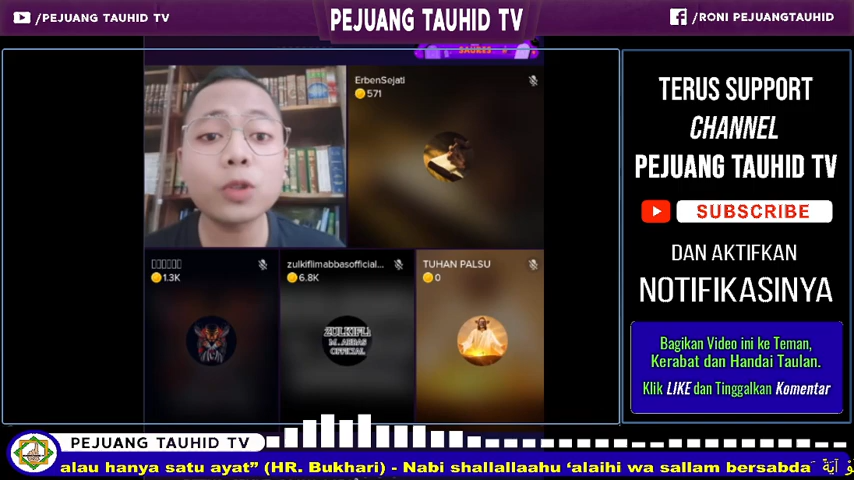 /PEJUANG TAUHID TV
PEJUANG TAUHID TV
/RONI PEJUANGTAUHID
ErbenSejati
571
1.3K
zulkiflimabbasofficial...
6.8K
TUHAN PALSU
0
ZULKIFLI
M. ABBAS
OFFICIAL
TERUS SUPPORT
CHANNEL
PEJUANG TAUHID TV
SUBSCRIBE
DAN AKTIFKAN
NOTIFIKASINYA
Bagikan Video ini ke Teman,
Kerabat dan Handai Taulan.
Klik LIKE dan Tinggalkan Komentar
PEJUANG TAUHID TV
alau hanya satu ayat” (HR. Bukhari) - Nabi shallallaahu ‘alaihi wa sallam bersabda